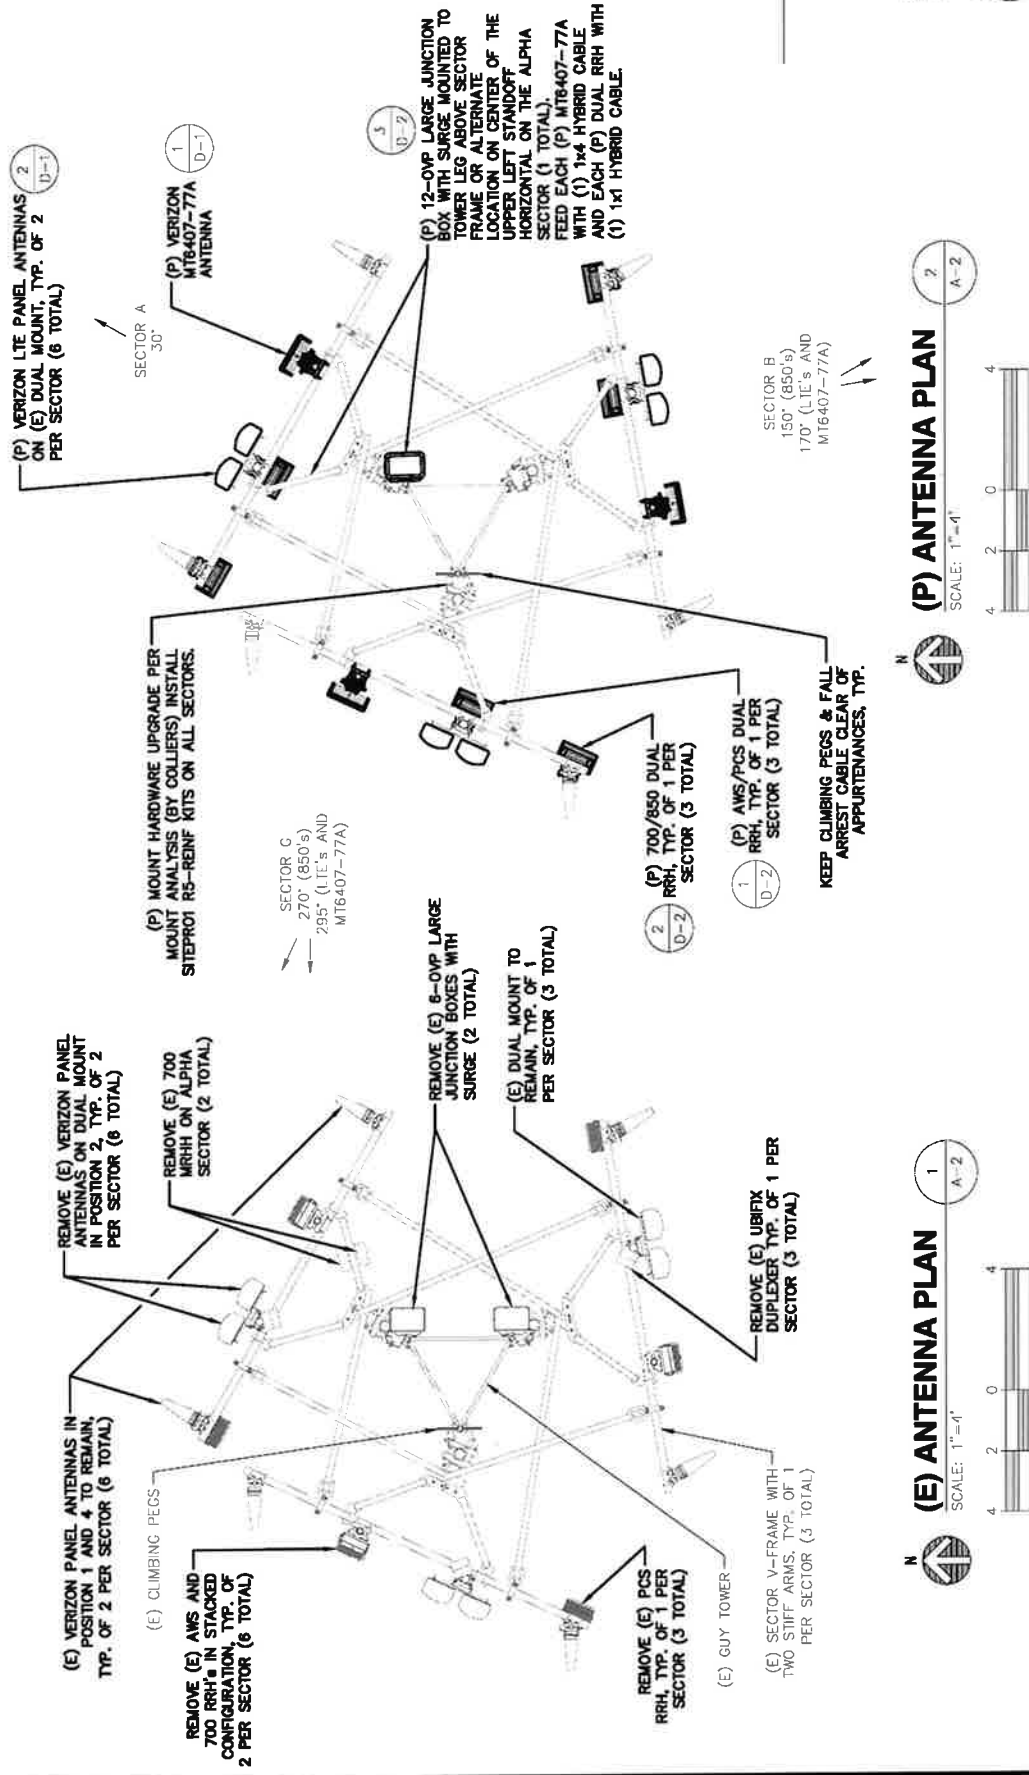 (E) VERIZON PANEL ANTENNAS IN
POSITION 1 AND 4 TO REMAIN,
TYP. OF 2 PER SECTOR (6 TOTAL)
REMOVE (E) VERIZON PANEL
ANTENNAS ON DUAL MOUNT
IN POSITION 2, TYP. OF 2
PER SECTOR (6 TOTAL)
(E) CLIMBING PEGS
REMOVE (E) 700
MRHH ON ALPHA
SECTOR (2 TOTAL)
REMOVE (E) AWS AND
700 RRH's IN STACKED
CONFIGURATION, TYP. OF
2 PER SECTOR (6 TOTAL)
REMOVE (E) 6-OVP LARGE
JUNCTION BOXES WITH
SURGE (2 TOTAL)
(E) DUAL MOUNT TO
REMAIN, TYP. OF 1
PER SECTOR (3 TOTAL)
REMOVE (E) PCS
RRH, TYP. OF 1 PER
SECTOR (3 TOTAL)
(E) GUY TOWER
REMOVE (E) UBIFIX
DUPLEXER TYP. OF 1 PER
SECTOR (3 TOTAL)
(E) SECTOR V-FRAME WITH
TWO STIFF ARMS, TYP. OF 1
PER SECTOR (3 TOTAL)
N
(E) ANTENNA PLAN
SCALE: 1"=4'
1
A-2
4 2 0 4
(P) VERIZON LTE PANEL ANTENNAS
ON (E) DUAL MOUNT, TYP. OF 2
PER SECTOR (6 TOTAL)
2
D-1
SECTOR A
30°
(P) VERIZON
MT6407-77A
ANTENNA
1
D-1
(P) MOUNT HARDWARE UPGRADE PER
MOUNT ANALYSIS (BY COLLIERS) INSTALL
SITEPRO1 R5-REINF KITS ON ALL SECTORS.
3
D-2
(P) 12-OVP LARGE JUNCTION
BOX WITH SURGE MOUNTED TO
TOWER LEG ABOVE SECTOR
FRAME OR ALTERNATE
LOCATION ON CENTER OF THE
UPPER LEFT STANDOFF
HORIZONTAL ON THE ALPHA
SECTOR (1 TOTAL).
FEED EACH (P) MT6407-77A
WITH (1) 1x4 HYBRID CABLE
AND EACH (P) DUAL RRH WITH
(1) 1x1 HYBRID CABLE.
SECTOR G
270° (850's)
295° (LTE's AND
MT6407-77A)
2
D-2
(P) 700/850 DUAL
RRH, TYP. OF 1 PER
SECTOR (3 TOTAL)
1
D-2
(P) AWS/PCS DUAL
RRH, TYP. OF 1 PER
SECTOR (3 TOTAL)
SECTOR B
150° (850's)
170° (LTE's AND
MT6407-77A)
KEEP CLIMBING PEGS & FALL
ARREST CABLE CLEAR OF
APPURTENANCES, TYP.
N
(P) ANTENNA PLAN
SCALE: 1"=4'
2
A-2
4 2 0 4